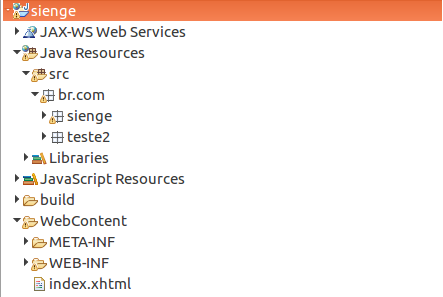 sienge
JAX-WS Web Services
Java Resources
src
br.com
sienge
teste2
Libraries
JavaScript Resources
build
WebContent
META-INF
WEB-INF
index.xhtml